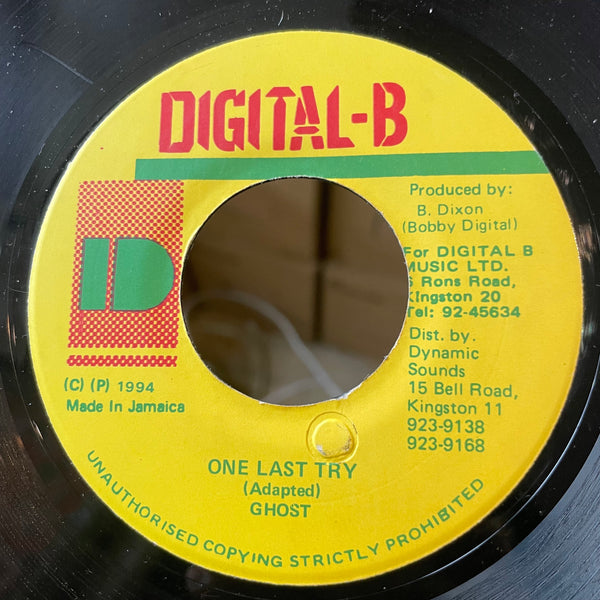 DIGITAL-B
Produced by:
B. Dixon
(Bobby Digital)
For DIGITAL B
MUSIC LTD.
Rons Road,
Kingston 20
Tel: 92-45634
Dist. by:
Dynamic
Sounds
15 Bell Road,
Kingston 11
923-9138
923-9168
D
(C) (P) 1994
Made In Jamaica
ONE LAST TRY
(Adapted)
GHOST
UNAUTHORISED COPYING STRICTLY PROHIBITED